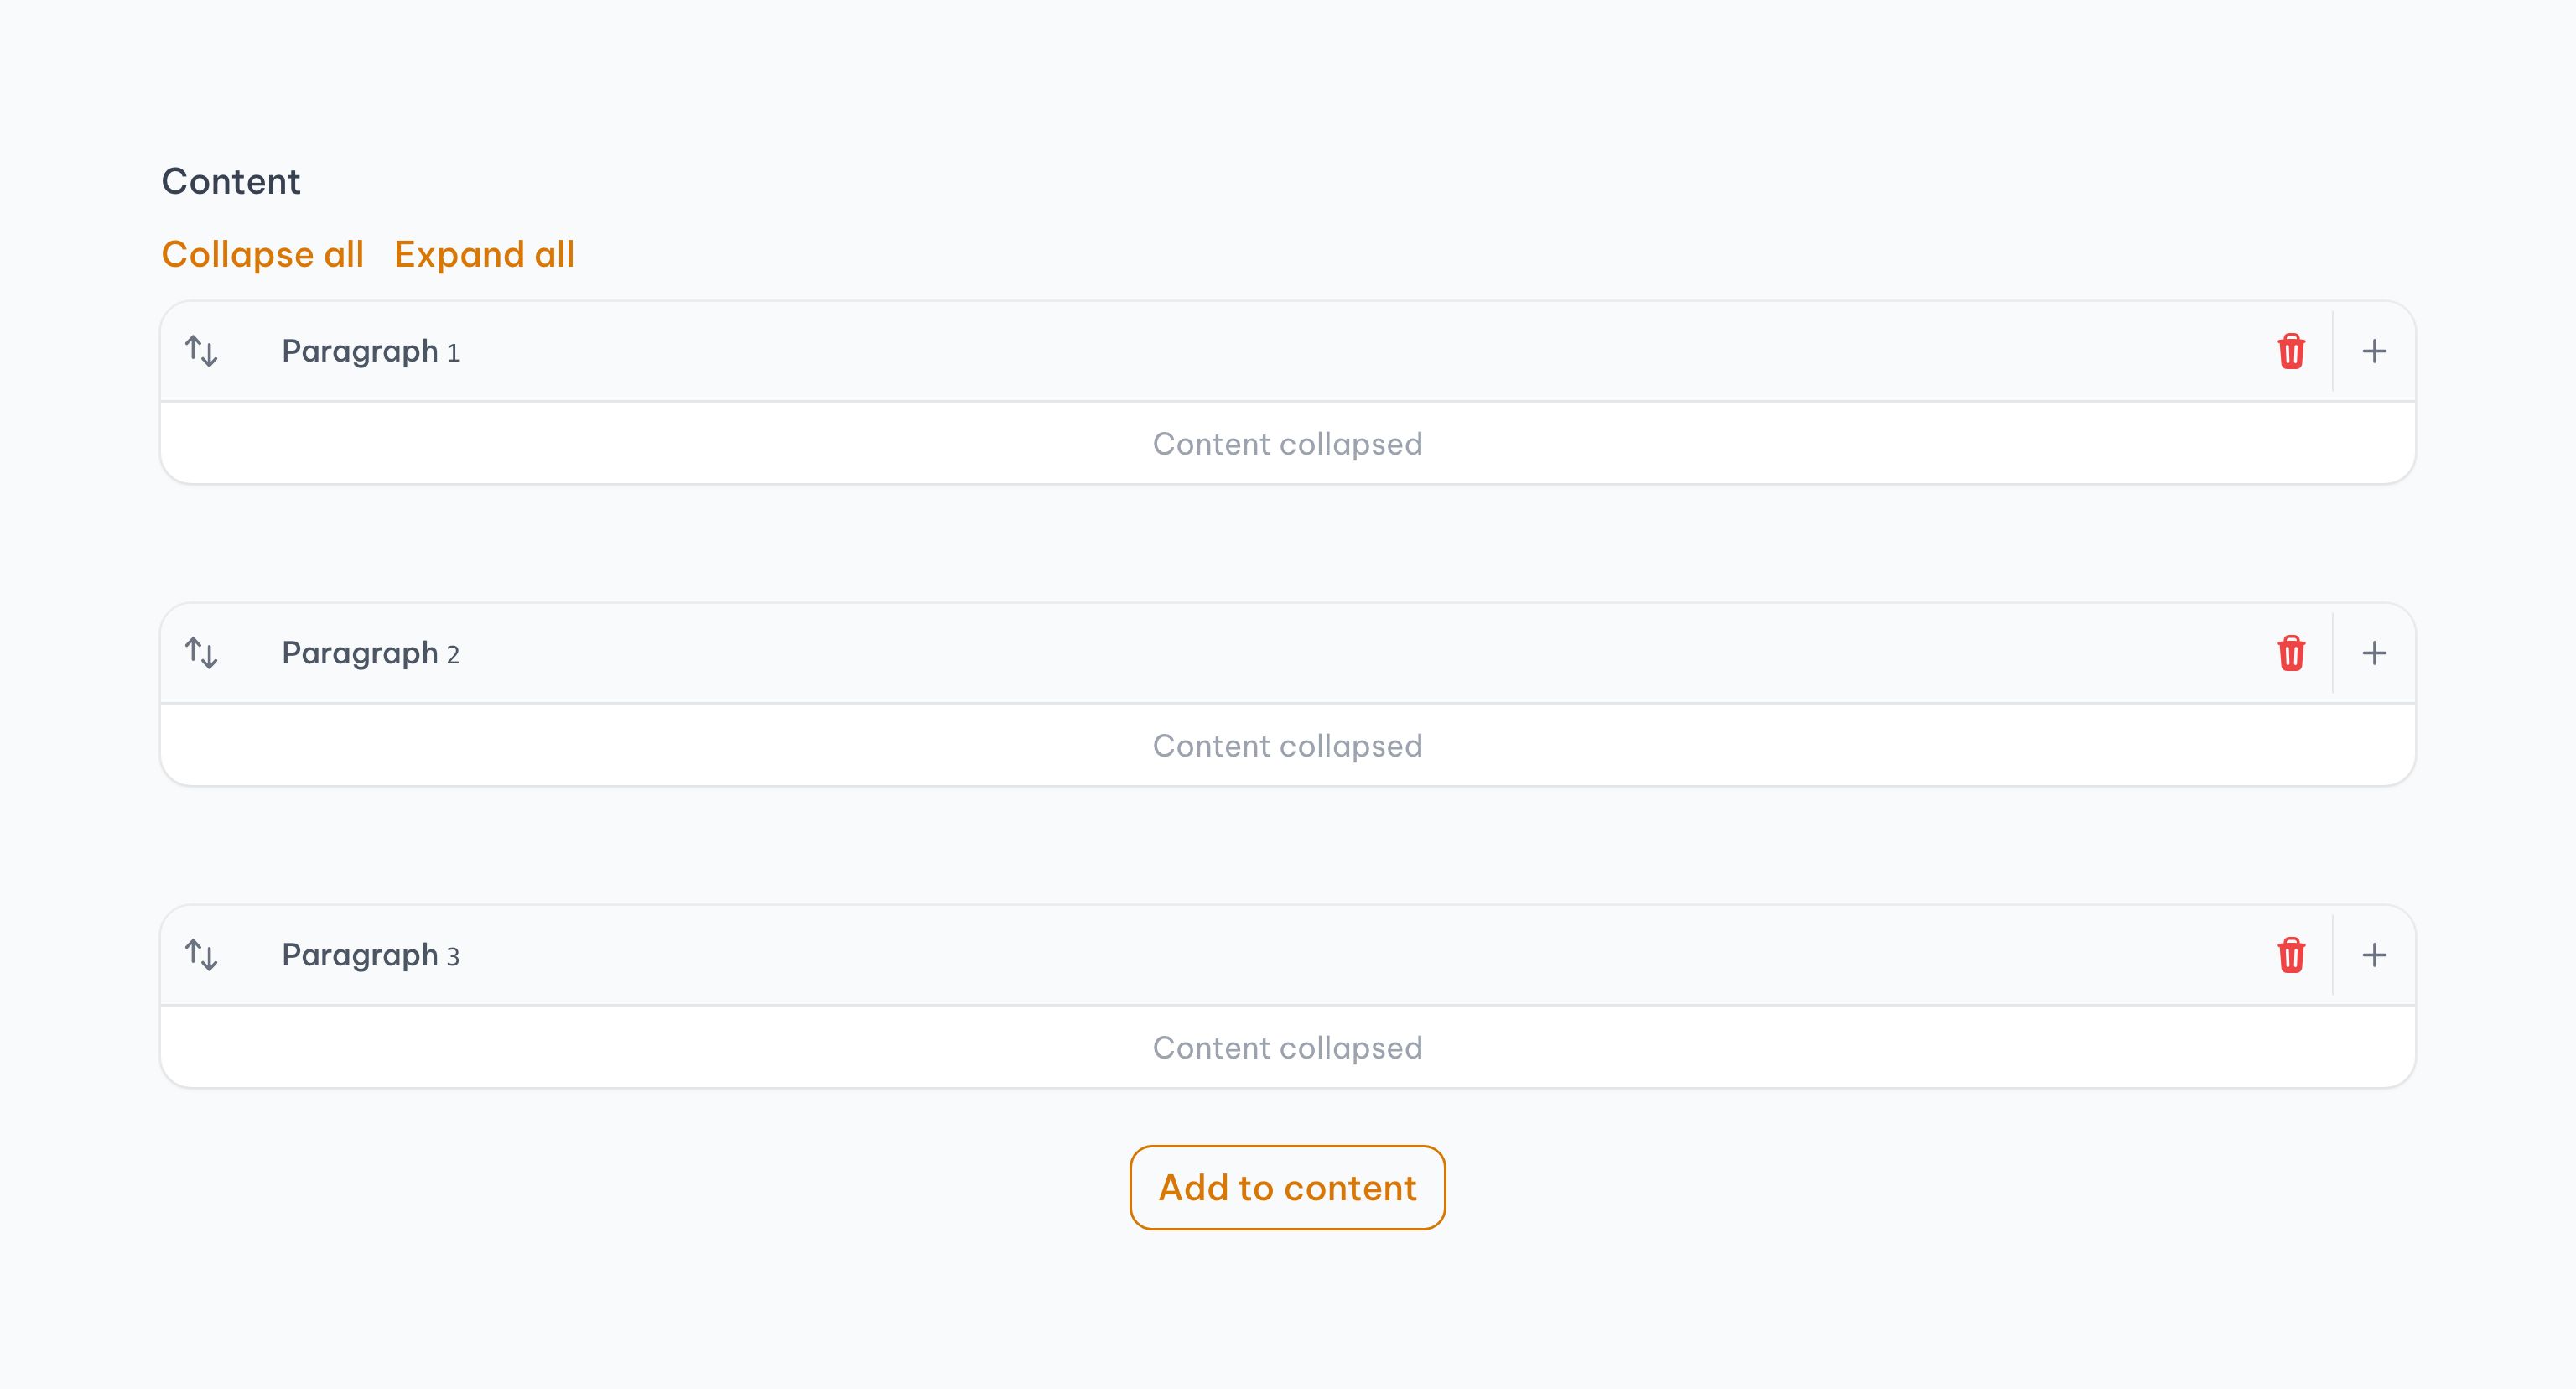 Content
Collapse all Expand all
Paragraph 1
Content collapsed
Paragraph 2
Content collapsed
Paragraph 3
Content collapsed
Add to content